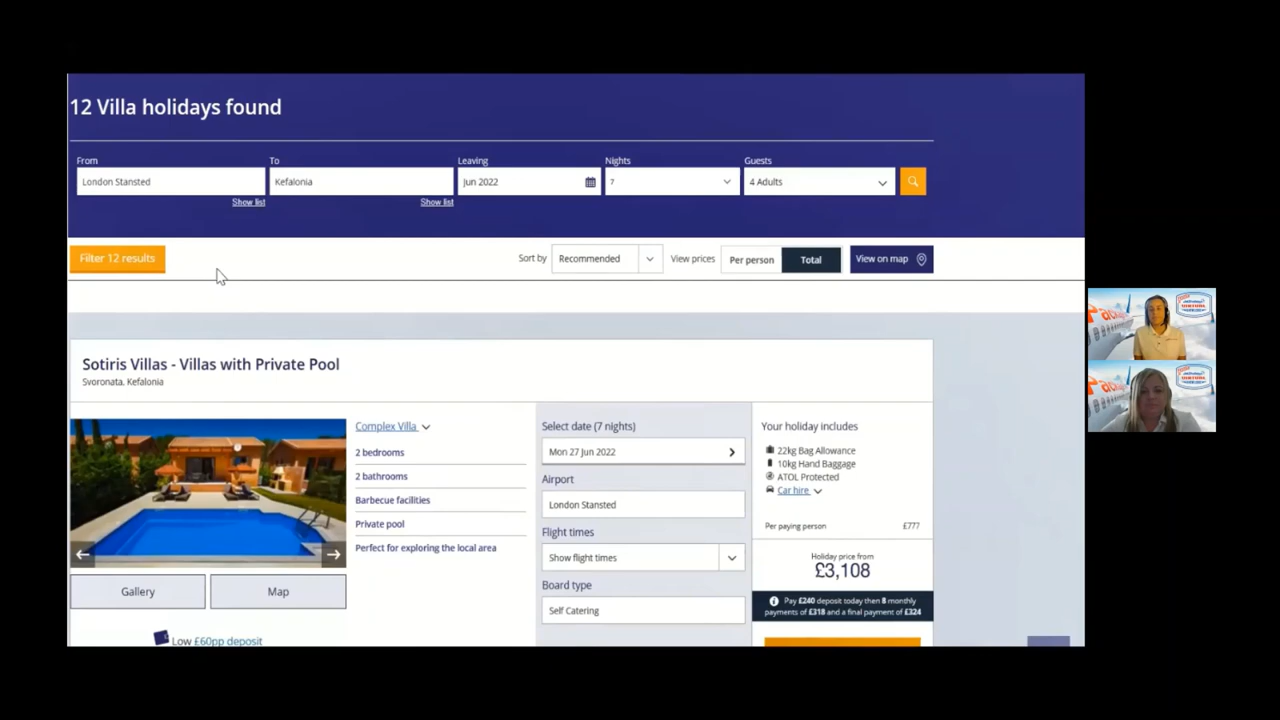 12 Villa holidays found
From
To
Leaving
Nights
Guests
London Stansted
Kefalonia
Jun 2022
7
4 Adults
Show list
Show list
Filter 12 results
Sort by
Recommended
View prices
Per person
Total
View on map
Sotiris Villas - Villas with Private Pool
Svoronata, Kefalonia
Complex Villa
2 bedrooms
2 bathrooms
Barbecue facilities
Private pool
Perfect for exploring the local area
Gallery
Map
Low £60pp deposit
Select date (7 nights)
Mon 27 Jun 2022
Airport
London Stansted
Flight times
Show flight times
Board type
Self Catering
Your holiday includes
22kg Bag Allowance
10kg Hand Baggage
ATOL Protected
Car hire
Per paying person
£777
Holiday price from
£3,108
Pay £240 deposit today then 8 monthly
payments of £318 and a final payment of £324